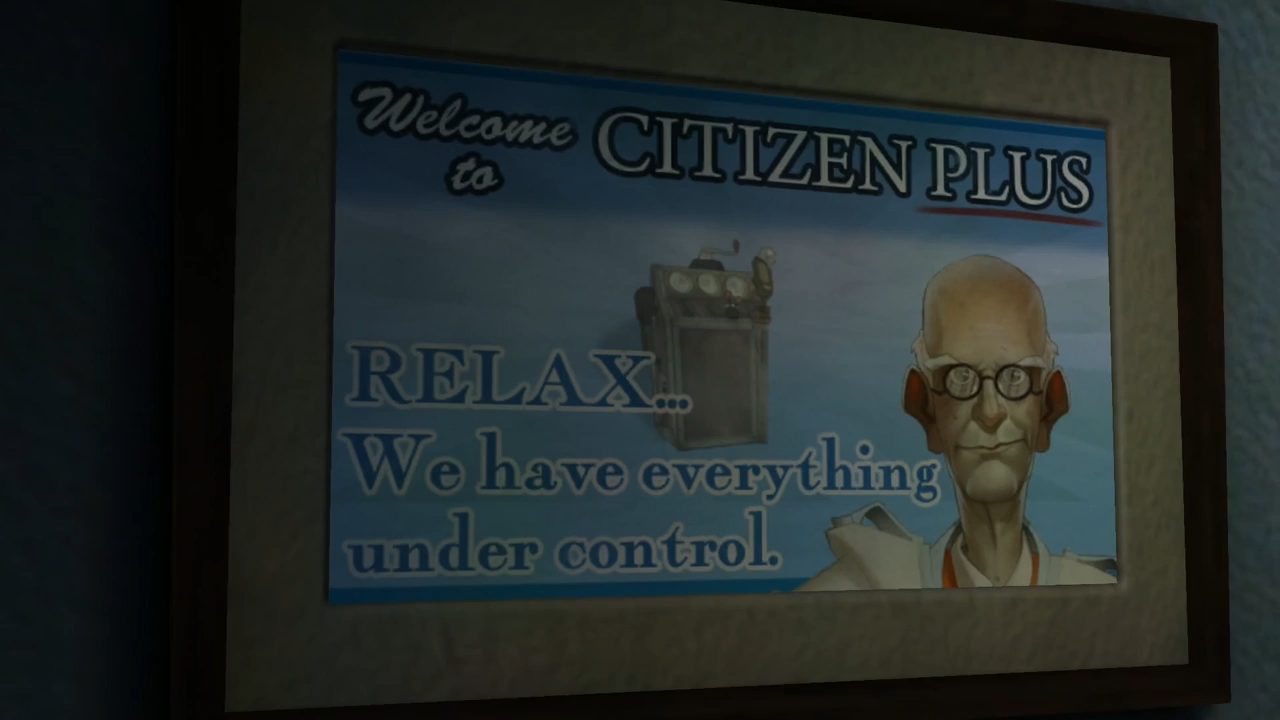 Welcome to CITIZEN PLUS
RELAX...
We have everything
under control.